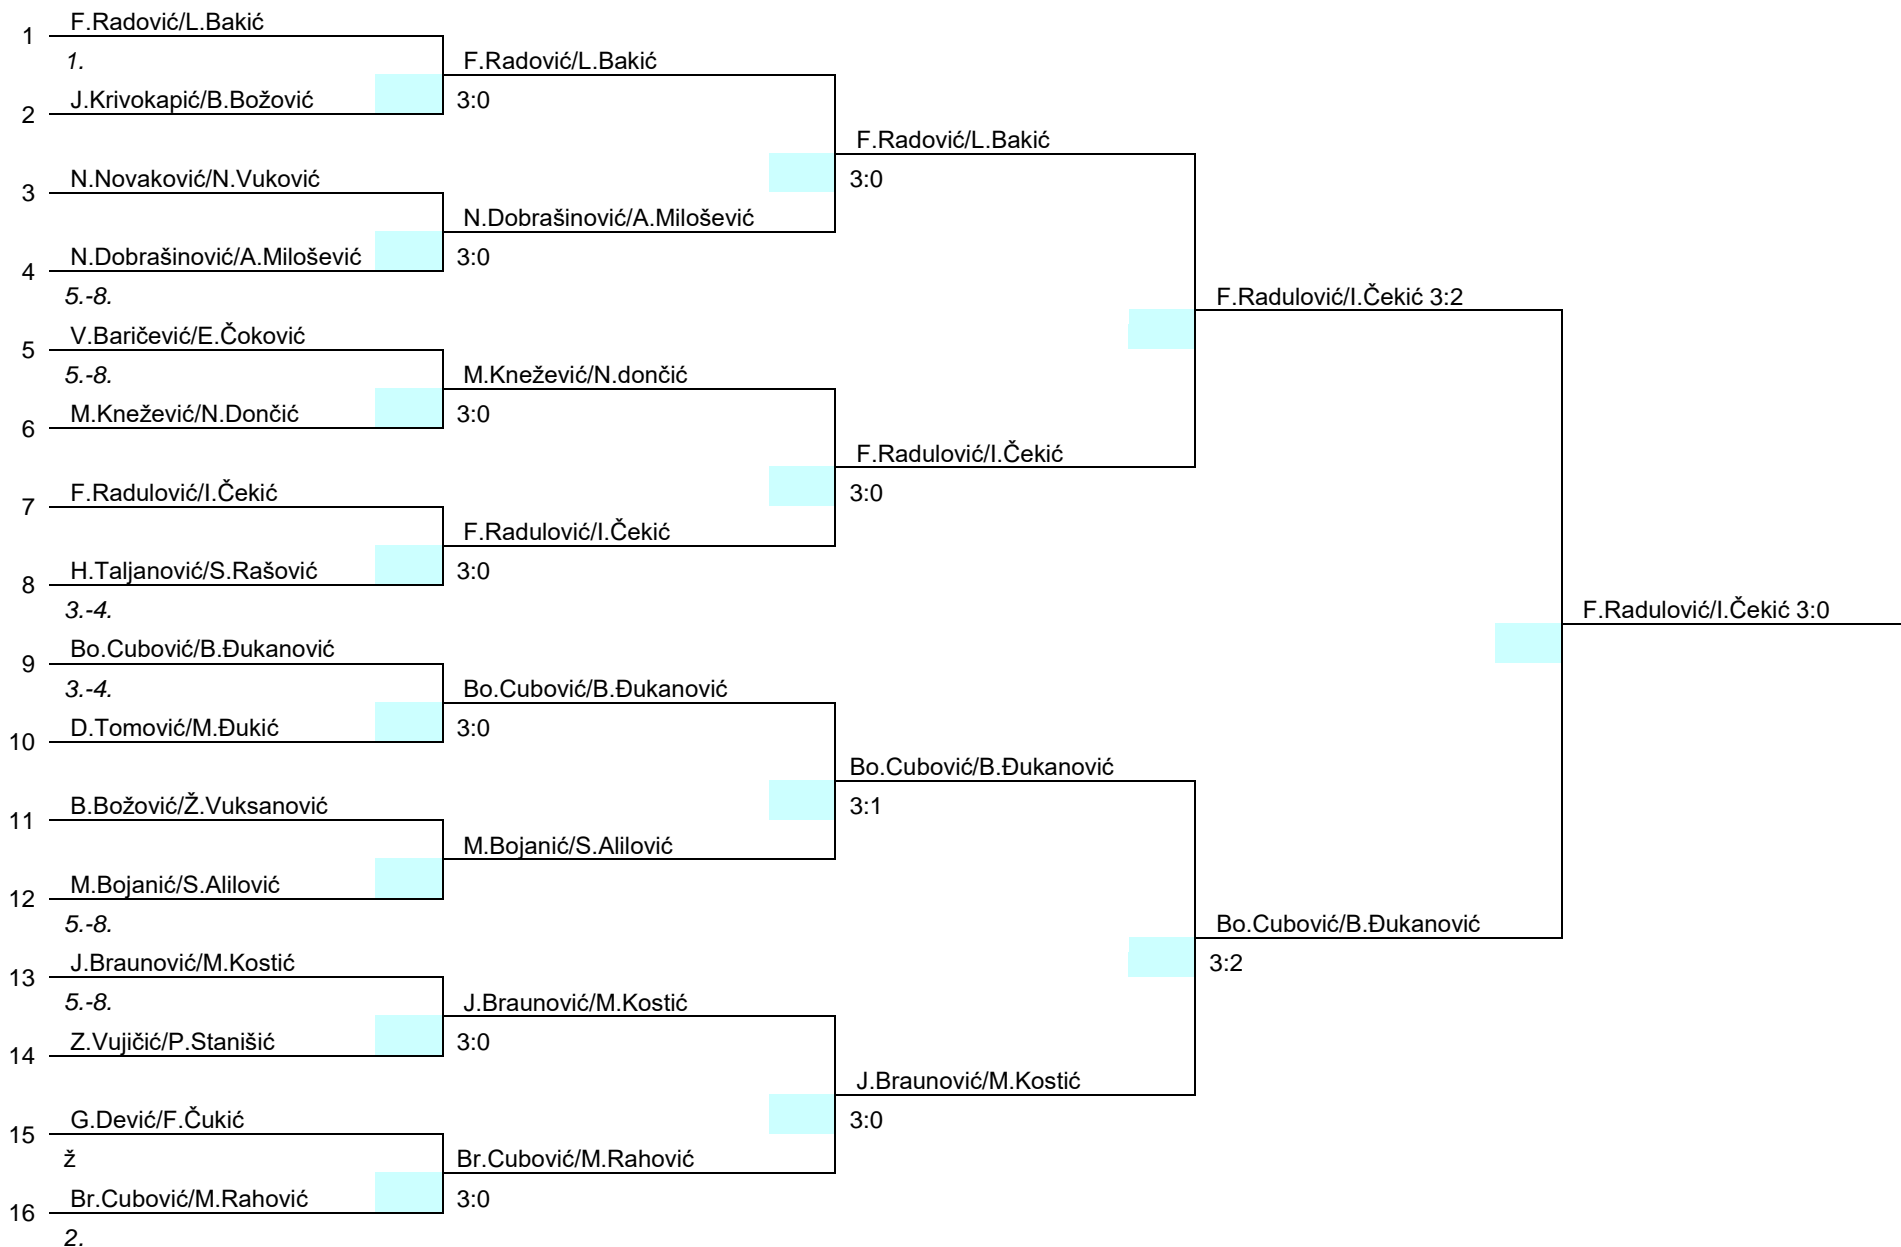 F.Radović/L.Bakić
1
1.
F.Radović/L.Bakić
J.Krivokapić/B.Božović
3:0
2
F.Radović/L.Bakić
N.Novaković/N.Vuković
3:0
3
N.Dobrašinović/A.Milošević
N.Dobrašinović/A.Milošević
3:0
4
5.-8.
F.Radulović/I.Čekić 3:2
V.Baričević/E.Čoković
5
5.-8.
M.Knežević/N.dončić
M.Knežević/N.Dončić
3:0
6
F.Radulović/I.Čekić
F.Radulović/I.Čekić
3:0
7
F.Radulović/I.Čekić
H.Taljanović/S.Rašović
3:0
8
3.-4.
F.Radulović/I.Čekić 3:0
Bo.Cubović/B.Đukanović
9
3.-4.
Bo.Cubović/B.Đukanović
D.Tomović/M.Đukić
3:0
10
Bo.Cubović/B.Đukanović
B.Božović/Ž.Vuksanović
3:1
11
M.Bojanić/S.Alilović
M.Bojanić/S.Alilović
12
5.-8.
Bo.Cubović/B.Đukanović
J.Braunović/M.Kostić
3:2
13
5.-8.
J.Braunović/M.Kostić
Z.Vujičić/P.Stanišić
3:0
14
J.Braunović/M.Kostić
G.Dević/F.Čukić
3:0
15
ž
Br.Cubović/M.Rahović
Br.Cubović/M.Rahović
3:0
16
2.